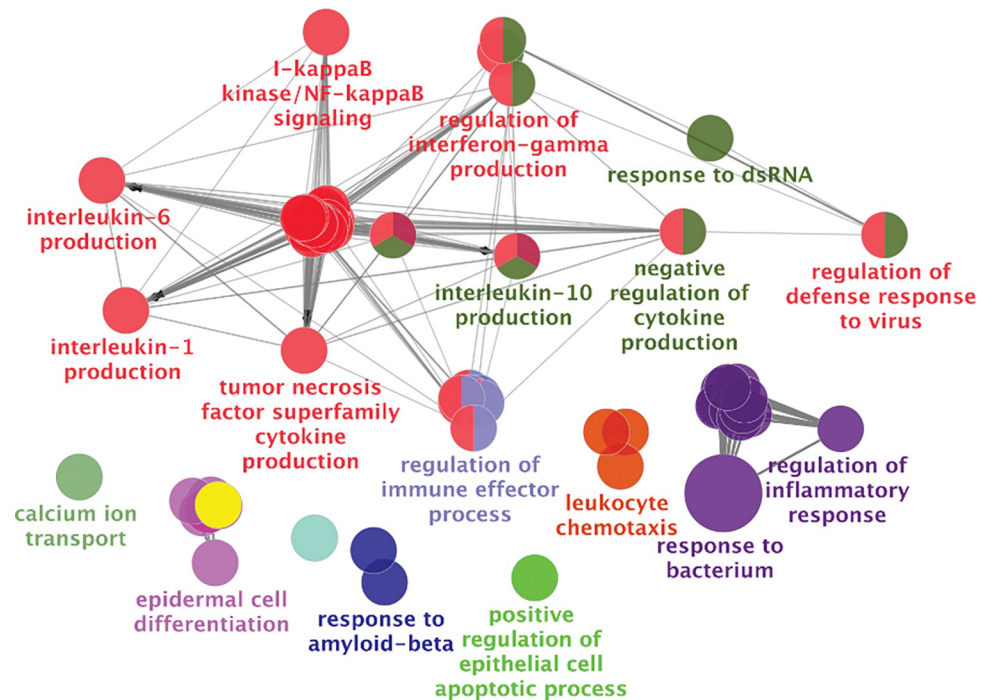 I-kappaB
kinase/NF-kappaB
signaling
regulation of
interferon-gamma
production
response to dsRNA
interleukin-6
production
interleukin-10
production
negative
regulation of
cytokine
production
regulation of
defense response
to virus
interleukin-1
production
tumor necrosis
factor superfamily
cytokine
production
regulation of
immune effector
process
leukocyte
chemotaxis
regulation of
inflammatory
response
response to
bacterium
calcium ion
transport
epidermal cell
differentiation
response to
amyloid-beta
positive
regulation of
epithelial cell
apoptotic process